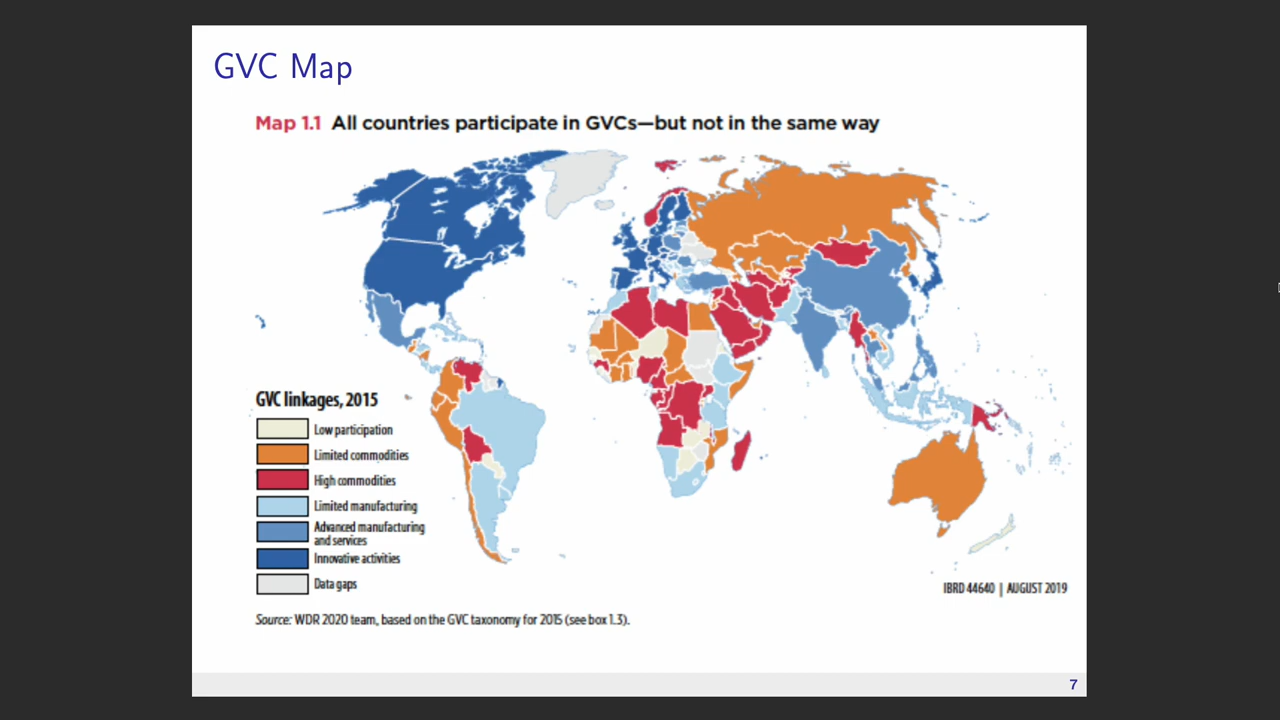 GVC Map
Map 1.1 All countries participate in GVCs—but not in the same way
GVC linkages, 2015
Low participation
Limited commodities
High commodities
Limited manufacturing
Advanced manufacturing
and services
Innovative activities
Data gaps
IBRD 44640 | AUGUST 2019
Source: WDR 2020 team, based on the GVC taxonomy for 2015 (see box 1.3).
7